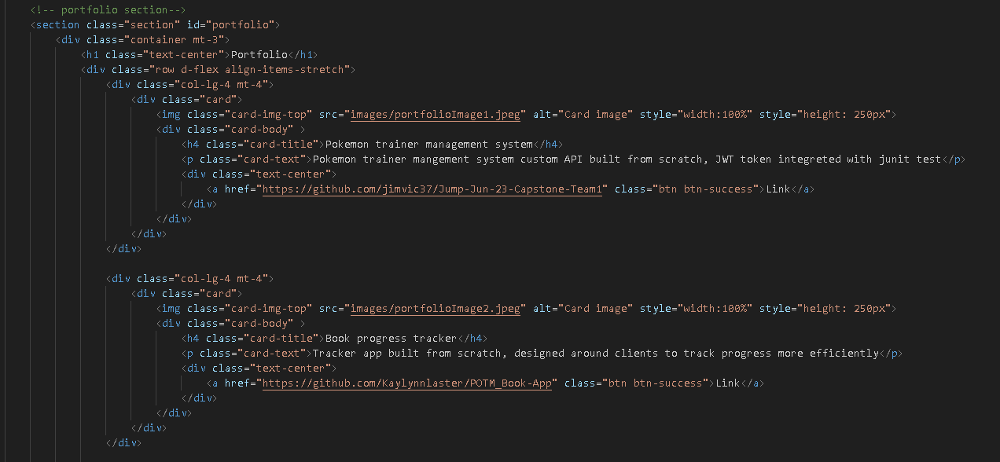 <!-- portfolio section-->
<section class="section" id="portfolio">
<div class="container mt-3">
<h1 class="text-center">Portfolio</h1>
<div class="row d-flex align-items-stretch">
<div class="col-lg-4 mt-4">
<div class="card">
<img class="card-img-top" src="images/portfolioImage1.jpeg" alt="Card image" style="width:100%" style="height: 250px">
<div class="card-body" >
<h4 class="card-title">Pokemon trainer management system</h4>
<p class="card-text">Pokemon trainer mangement system custom API built from scratch, JWT token integreted with junit test</p>
<div class="text-center">
<a href="https://github.com/jimvic37/Jump-Jun-23-Capstone-Team1" class="btn btn-success">Link</a>
</div>
</div>
</div>
</div>
<div class="col-lg-4 mt-4">
<div class="card">
<img class="card-img-top" src="images/portfolioImage2.jpeg" alt="Card image" style="width:100%" style="height: 250px">
<div class="card-body" >
<h4 class="card-title">Book progress tracker</h4>
<p class="card-text">Tracker app built from scratch, designed around clients to track progress more efficiently</p>
<div class="text-center">
<a href="https://github.com/Kaylynnlaster/POTM_Book-App" class="btn btn-success">Link</a>
</div>
</div>
</div>
</div>